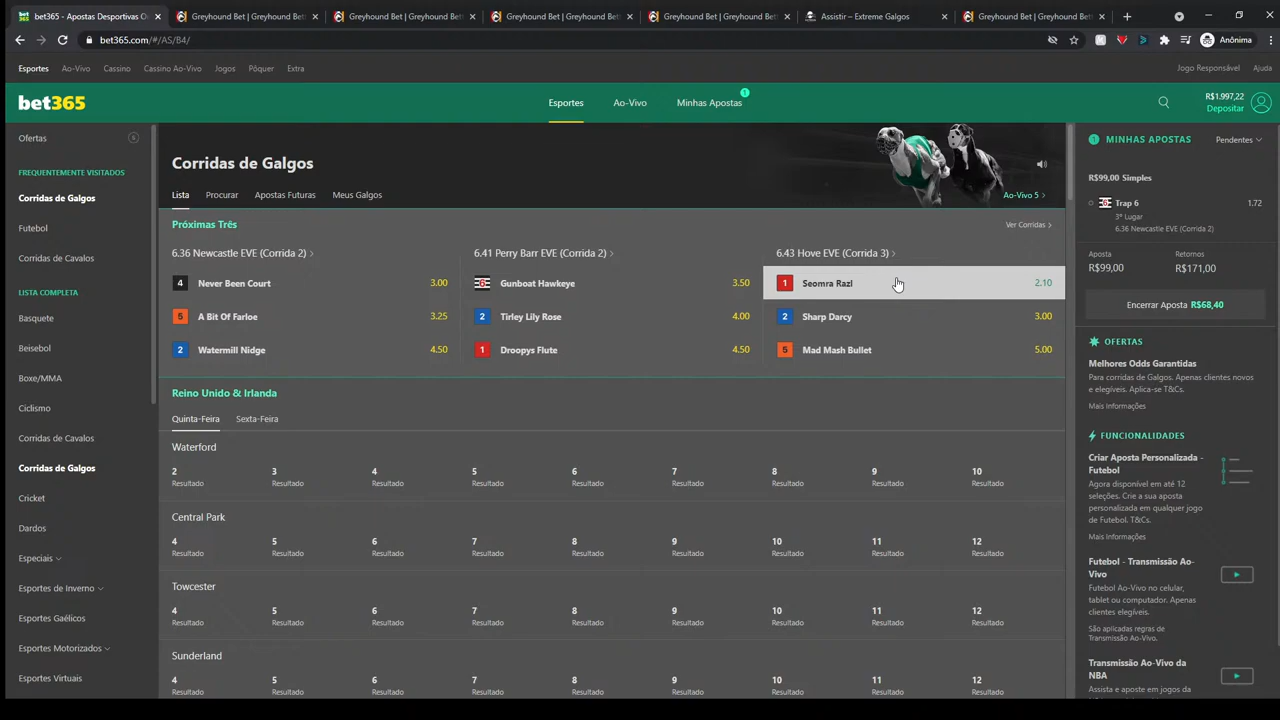 bet365 - Apostas Desportivas O
Greyhound Bet | Greyhound Bet
Greyhound Bet | Greyhound Bet
Greyhound Bet | Greyhound Bet
Greyhound Bet | Greyhound Bet
Assistir – Extreme Galgos
Greyhound Bet | Greyhound Bet
bet365.com/#/AS/B4/
Anônima
Esportes Ao-Vivo Cassino Cassino Ao-Vivo Jogos Pôquer Extra
Jogo Responsável Ajuda
bet365
Esportes Ao-Vivo Minhas Apostas 1
R$1.997,22
Depositar
Ofertas 6
FREQUENTEMENTE VISITADOS
Corridas de Galgos
Futebol
Corridas de Cavalos
LISTA COMPLETA
Basquete
Beisebol
Boxe/MMA
Ciclismo
Corridas de Cavalos
Corridas de Galgos
Cricket
Dardos
Especiais
Esportes de Inverno
Esportes Gaélicos
Esportes Motorizados
Esportes Virtuais
Corridas de Galgos
Lista Procurar Apostas Futuras Meus Galgos
Ao-Vivo 5
Próximas Três
Ver Corridas
6.36 Newcastle EVE (Corrida 2)
4 Never Been Court 3.00
5 A Bit Of Farloe 3.25
2 Watermill Nidge 4.50
6.41 Perry Barr EVE (Corrida 2)
6 Gunboat Hawkeye 3.50
2 Tirley Lily Rose 4.00
1 Droopys Flute 4.50
6.43 Hove EVE (Corrida 3)
1 Seomra Razl 2.10
2 Sharp Darcy 3.00
5 Mad Mash Bullet 5.00
Reino Unido & Irlanda
Quinta-Feira Sexta-Feira
Waterford
2 3 4 5 6 7 8 9 10
Resultado Resultado Resultado Resultado Resultado Resultado Resultado Resultado Resultado
Central Park
4 5 6 7 8 9 10 11 12
Resultado Resultado Resultado Resultado Resultado Resultado Resultado Resultado Resultado
Towcester
4 5 6 7 8 9 10 11 12
Resultado Resultado Resultado Resultado Resultado Resultado Resultado Resultado Resultado
Sunderland
4 5 6 7 8 9 10 11 12
Resultado Resultado Resultado Resultado Resultado Resultado Resultado Resultado Resultado
1 MINHAS APOSTAS Pendentes
R$99,00 Simples
6 Trap 6 1.72
3º Lugar
6.36 Newcastle EVE (Corrida 2)
Aposta Retornos
R$99,00 R$171,00
Encerrar Aposta R$68,40
OFERTAS
Melhores Odds Garantidas
Para corridas de Galgos. Apenas clientes novos
e elegíveis. Aplica-se T&Cs.
Mais Informações
FUNCIONALIDADES
Criar Aposta Personalizada -
Futebol
Agora disponível em até 12
seleções. Crie a sua aposta
personalizada em qualquer jogo
de Futebol. T&Cs.
Mais Informações
Futebol - Transmissão Ao-
Vivo
Futebol Ao-Vivo no celular,
tablet ou computador. Apenas
clientes elegíveis.
São aplicadas regras de
Transmissão Ao-Vivo.
Transmissão Ao-Vivo da
NBA
Assista e aposte em jogos da